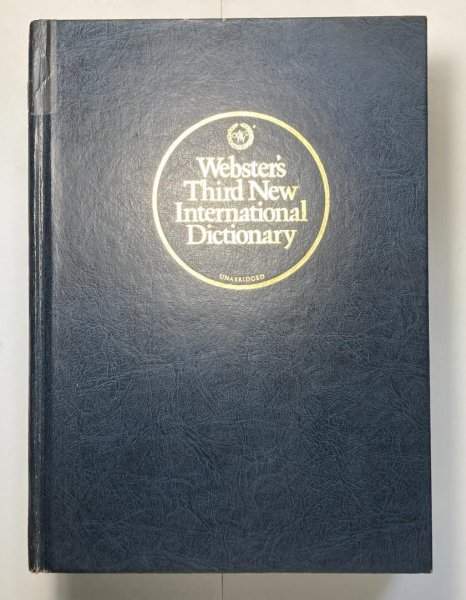 W
Webster's
Third New
International
Dictionary
UNABRIDGED